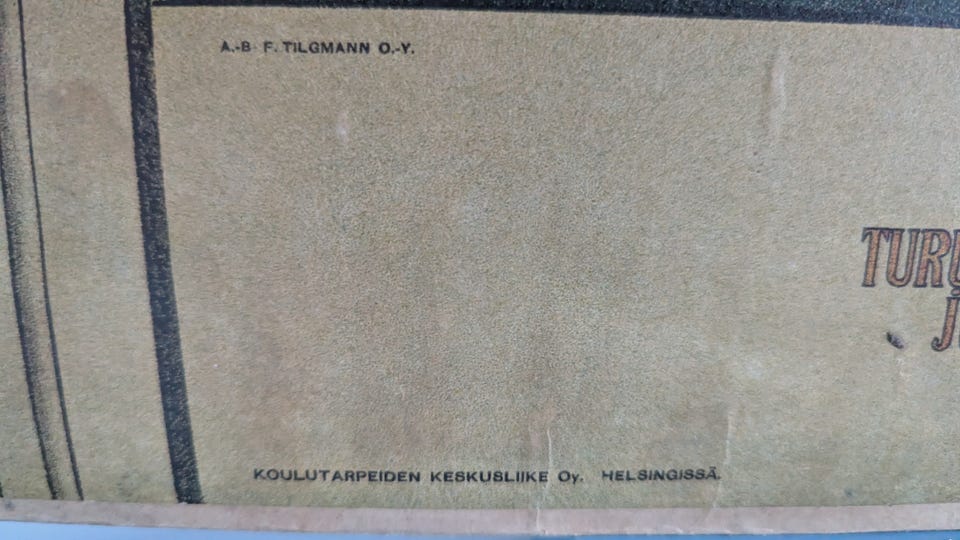 A.-B. F. TILGMANN O.-Y.
KOULUTARPEIDEN KESKUSLIIKE Oy. HELSINGISSÄ.